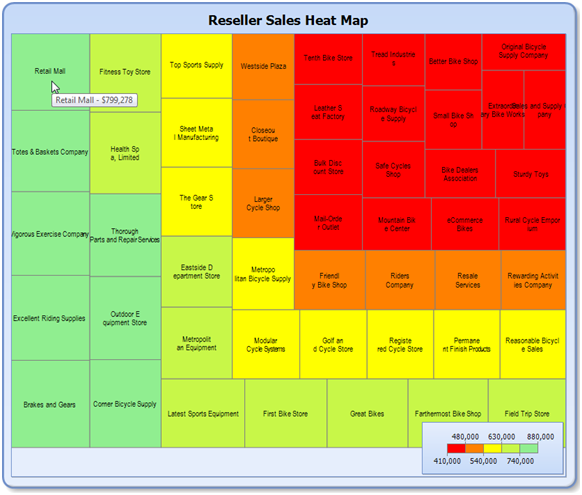 Reseller Sales Heat Map
Retail Mall
Retail Mall - $799,278
Totes & Baskets Company
Vigorous Exercise Company
Excellent Riding Supplies
Brakes and Gears
Fitness Toy Store
Health Sp
a, Limited
Thorough
Parts and Repair Services
Outdoor E
quipment Store
Corner Bicycle Supply
Top Sports Supply
Sheet Meta
l Manufacturing
The Gear S
tore
Eastside D
epartment Store
Metropolit
an Equipment
Latest Sports Equipment
Westside Plaza
Closeou
t Boutique
Larger
Cycle Shop
Metropo
litan Bicycle Supply
Modular
Cycle Systems
Tenth Bike Store
Leather S
eat Factory
Bulk Disc
ount Store
Mail-Orde
r Outlet
Tread Industrie
s
Roadway Bicycl
e Supply
Safe Cycles
Shop
Mountain Bik
e Center
Better Bike Shop
Small Bike Sh
op
Original Bicycle
Supply Company
ary Bike Works
Sales and Supply
pany
Bike Dealers
Association
Sturdy Toys
eCommerce
Bikes
Rural Cycle Empor
ium
Friendl
y Bike Shop
Riders
Company
Resale
Services
Rewarding Activit
ies Company
Golf an
d Cycle Store
Registe
red Cycle Store
Permane
nt Finish Products
Reasonable Bicycl
e Sales
First Bike Store
Great Bikes
Farthermost Bike Shop
Field Trip Store
480,000 630,000 880,000
410,000 540,000 740,000